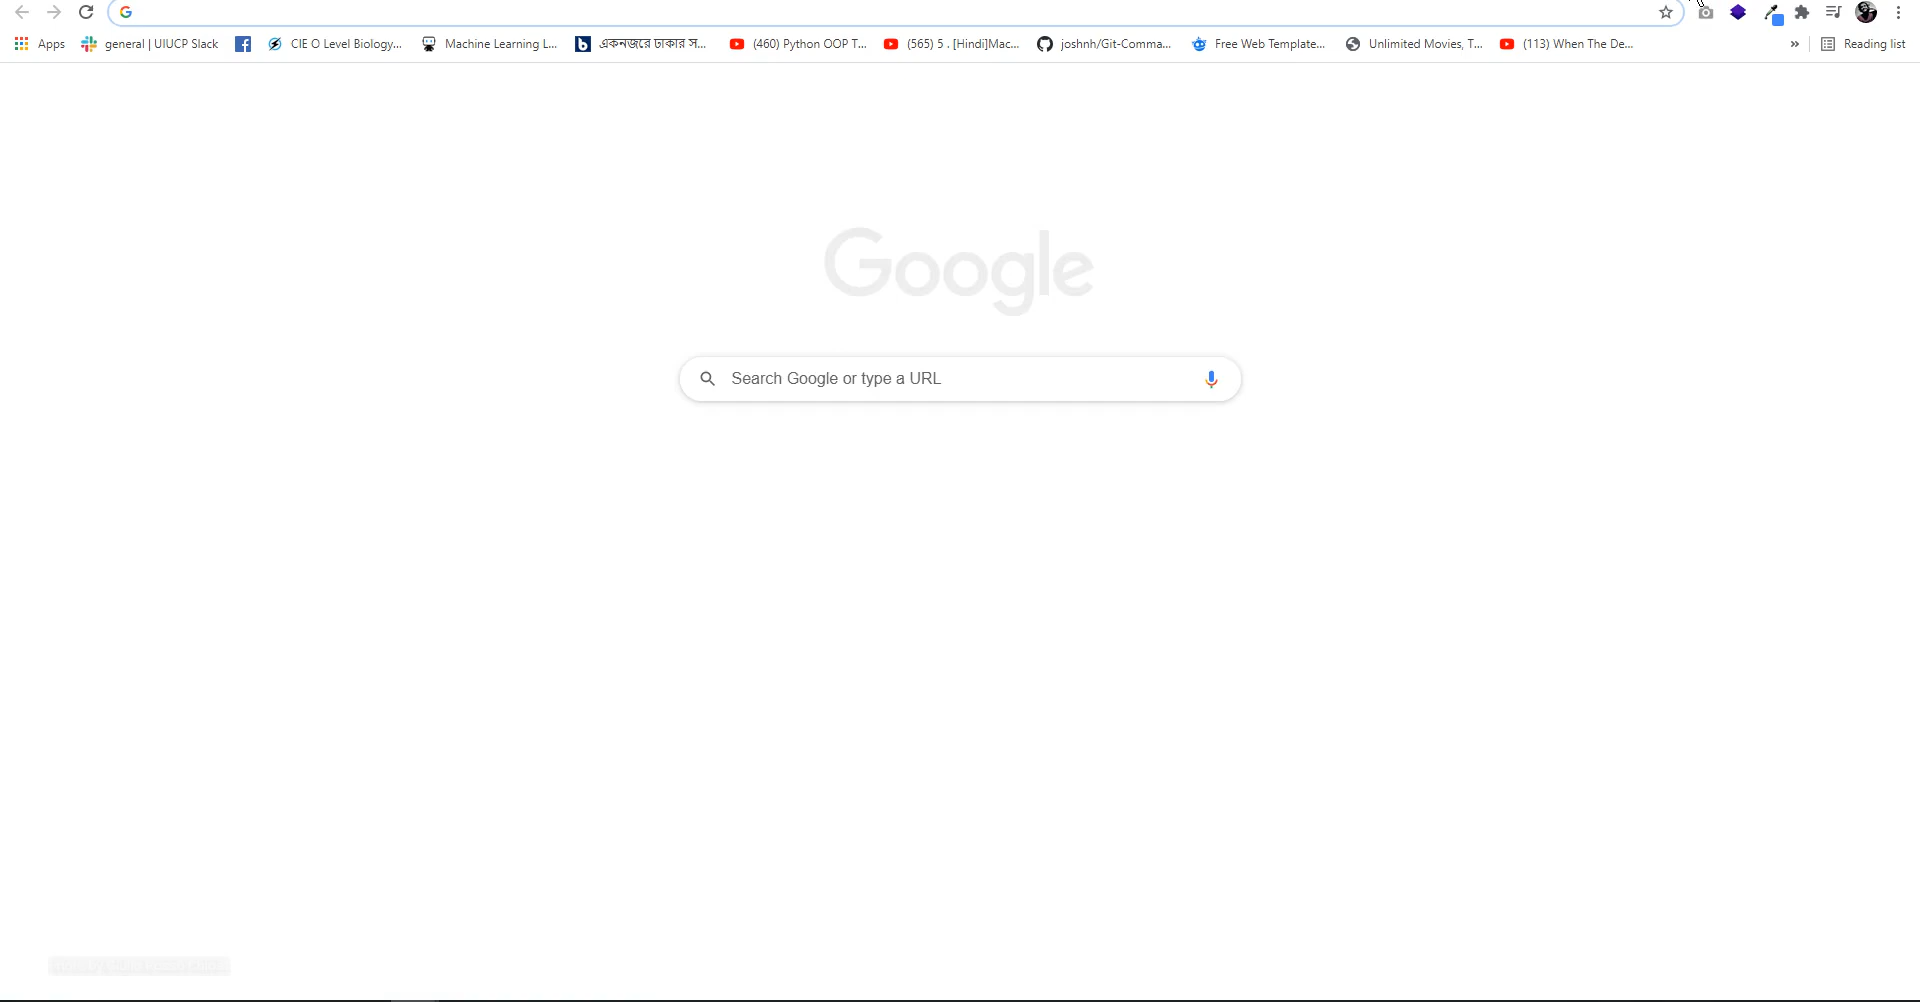 Apps general | UIUCP Slack CIE O Level Biology... Machine Learning L... একনজরে ঢাকার স... (460) Python OOP T... (565) 5 . [Hindi]Mac... joshnh/Git-Comma... Free Web Template... Unlimited Movies, T... (113) When The De... » Reading list
Google
Search Google or type a URL